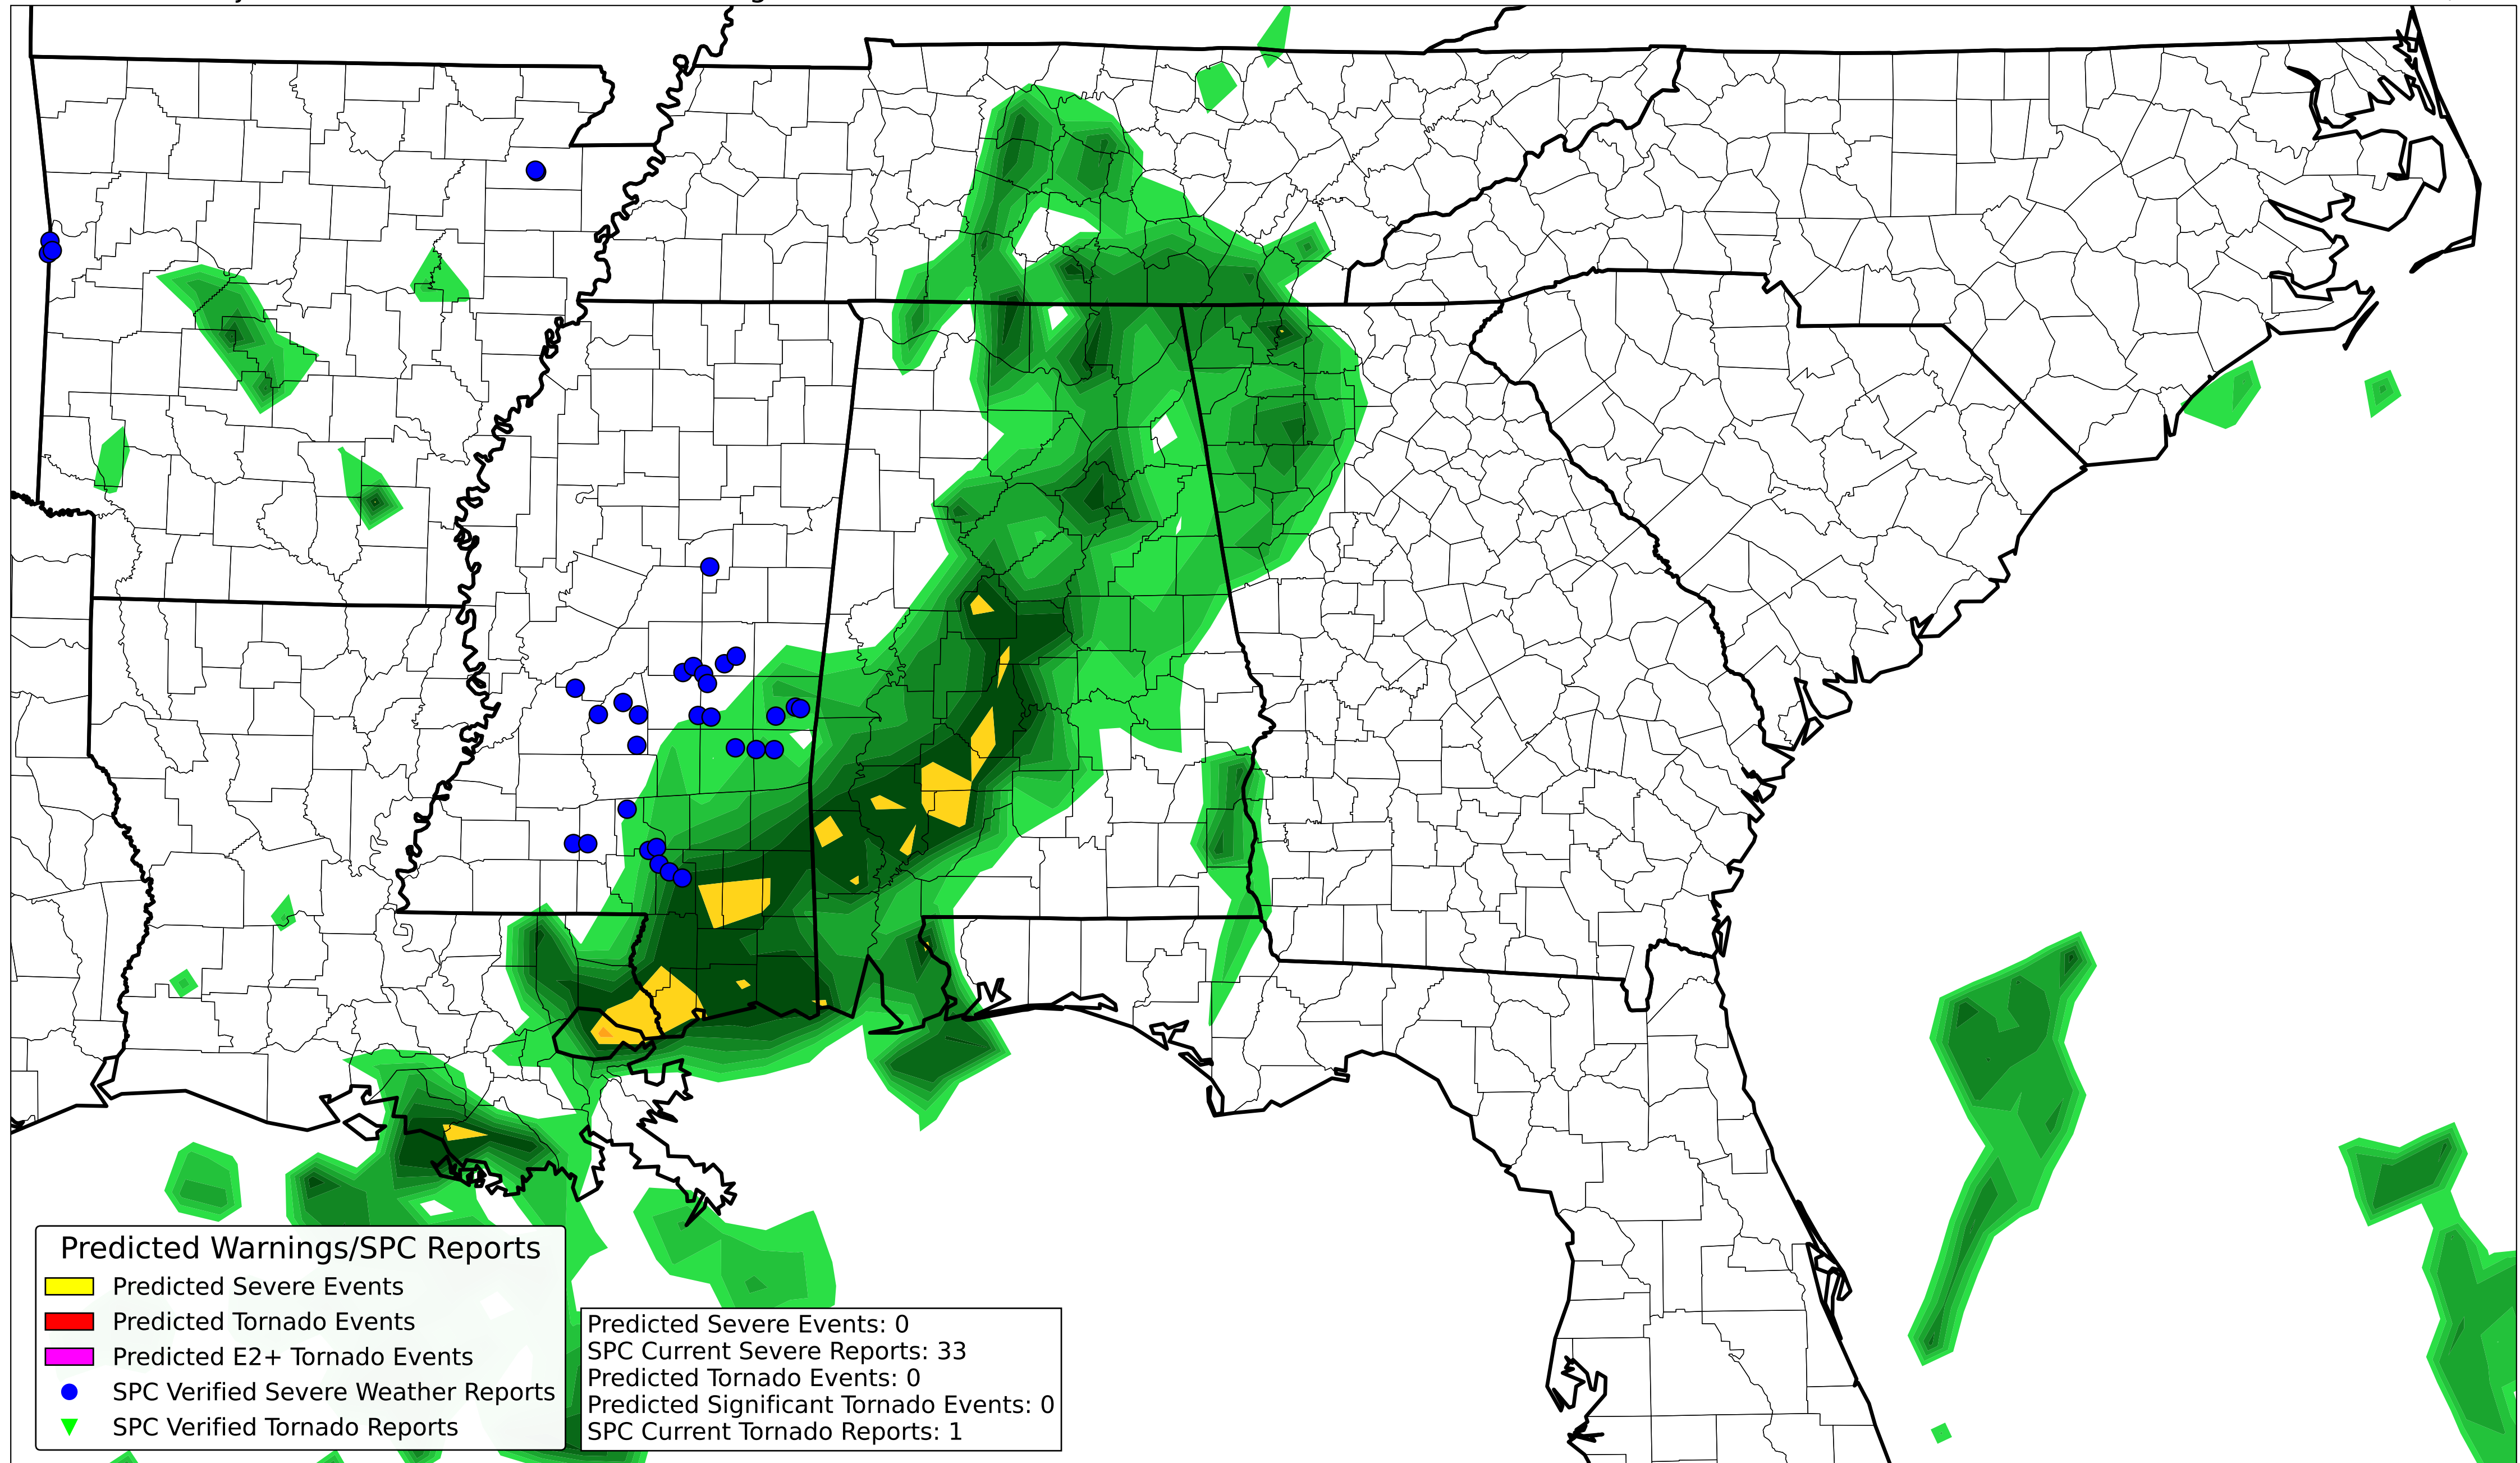 Predicted Warnings/SPC Reports
Predicted Severe Events
Predicted Tornado Events
Predicted E2+ Tornado Events
SPC Verified Severe Weather Reports
SPC Verified Tornado Reports
Predicted Severe Events: 0
SPC Current Severe Reports: 33
Predicted Tornado Events: 0
Predicted Significant Tornado Events: 0
SPC Current Tornado Reports: 1